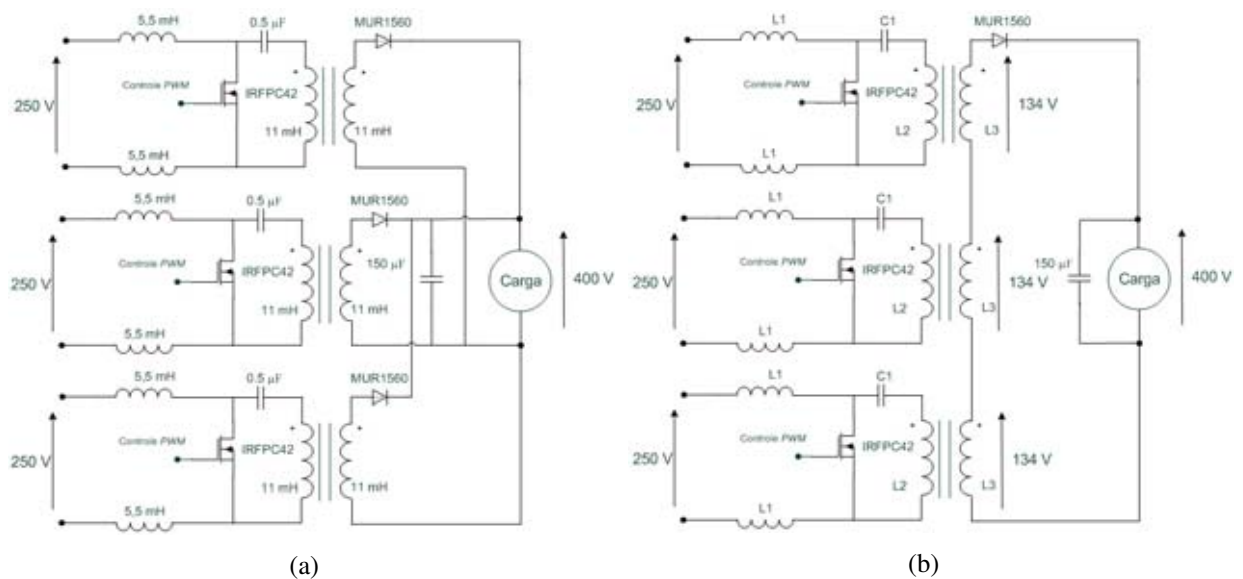 5,5 mH
0.5 µF
MUR1560
250 V
Controle PWM
IRFPC42
11 mH
11 mH
5,5 mH
5,5 mH
0.5 µF
MUR1560
250 V
Controle PWM
IRFPC42
11 mH
11 mH
150 µF
Carga
400 V
5,5 mH
5,5 mH
0.5 µF
MUR1560
250 V
Controle PWM
IRFPC42
11 mH
11 mH
5,5 mH
(a)
L1
C1
MUR1560
250 V
Controle PWM
IRFPC42
L2
L3
134 V
L1
L1
C1
250 V
Controle PWM
IRFPC42
L2
L3
134 V
150 µF
Carga
400 V
L1
L1
C1
250 V
Controle PWM
IRFPC42
L2
L3
134 V
L1
(b)